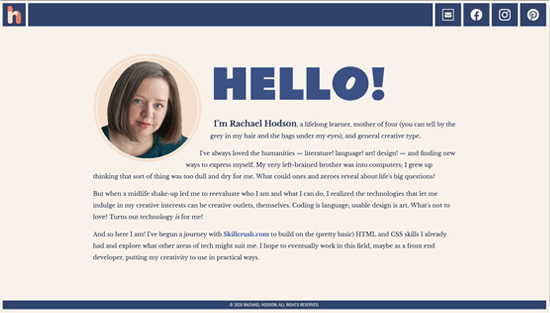 h
HELLO!
I'm Rachael Hodson, a lifelong learner, mother of four (you can tell by the
grey in my hair and the bags under my eyes), and general creative type.
I've always loved the humanities — literature! language! art! design! — and finding new
ways to express myself. My very left-brained brother was into computers; I grew up
thinking that sort of thing was too dull and dry for me. What could ones and zeroes reveal about life's big questions?
But when a midlife shake-up led me to reevaluate who I am and what I can do, I realized the technologies that let me
indulge in my creative interests can be creative outlets, themselves. Coding is language; usable design is art. What's not to
love? Turns out technology is for me!
And so here I am! I've begun a journey with Skillcrush.com to build on the (pretty basic) HTML and CSS skills I already
had and explore what other areas of tech might suit me. I hope to eventually work in this field, maybe as a front end
developer, putting my creativity to use in practical ways.
© 2020 RACHAEL HODSON, ALL RIGHTS RESERVED.